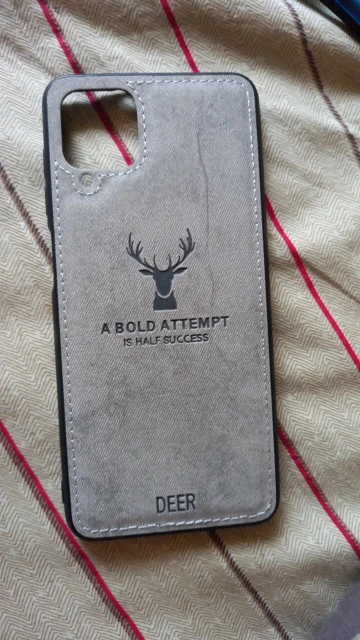 A BOLD ATTEMPT
IS HALF SUCCESS
DEER